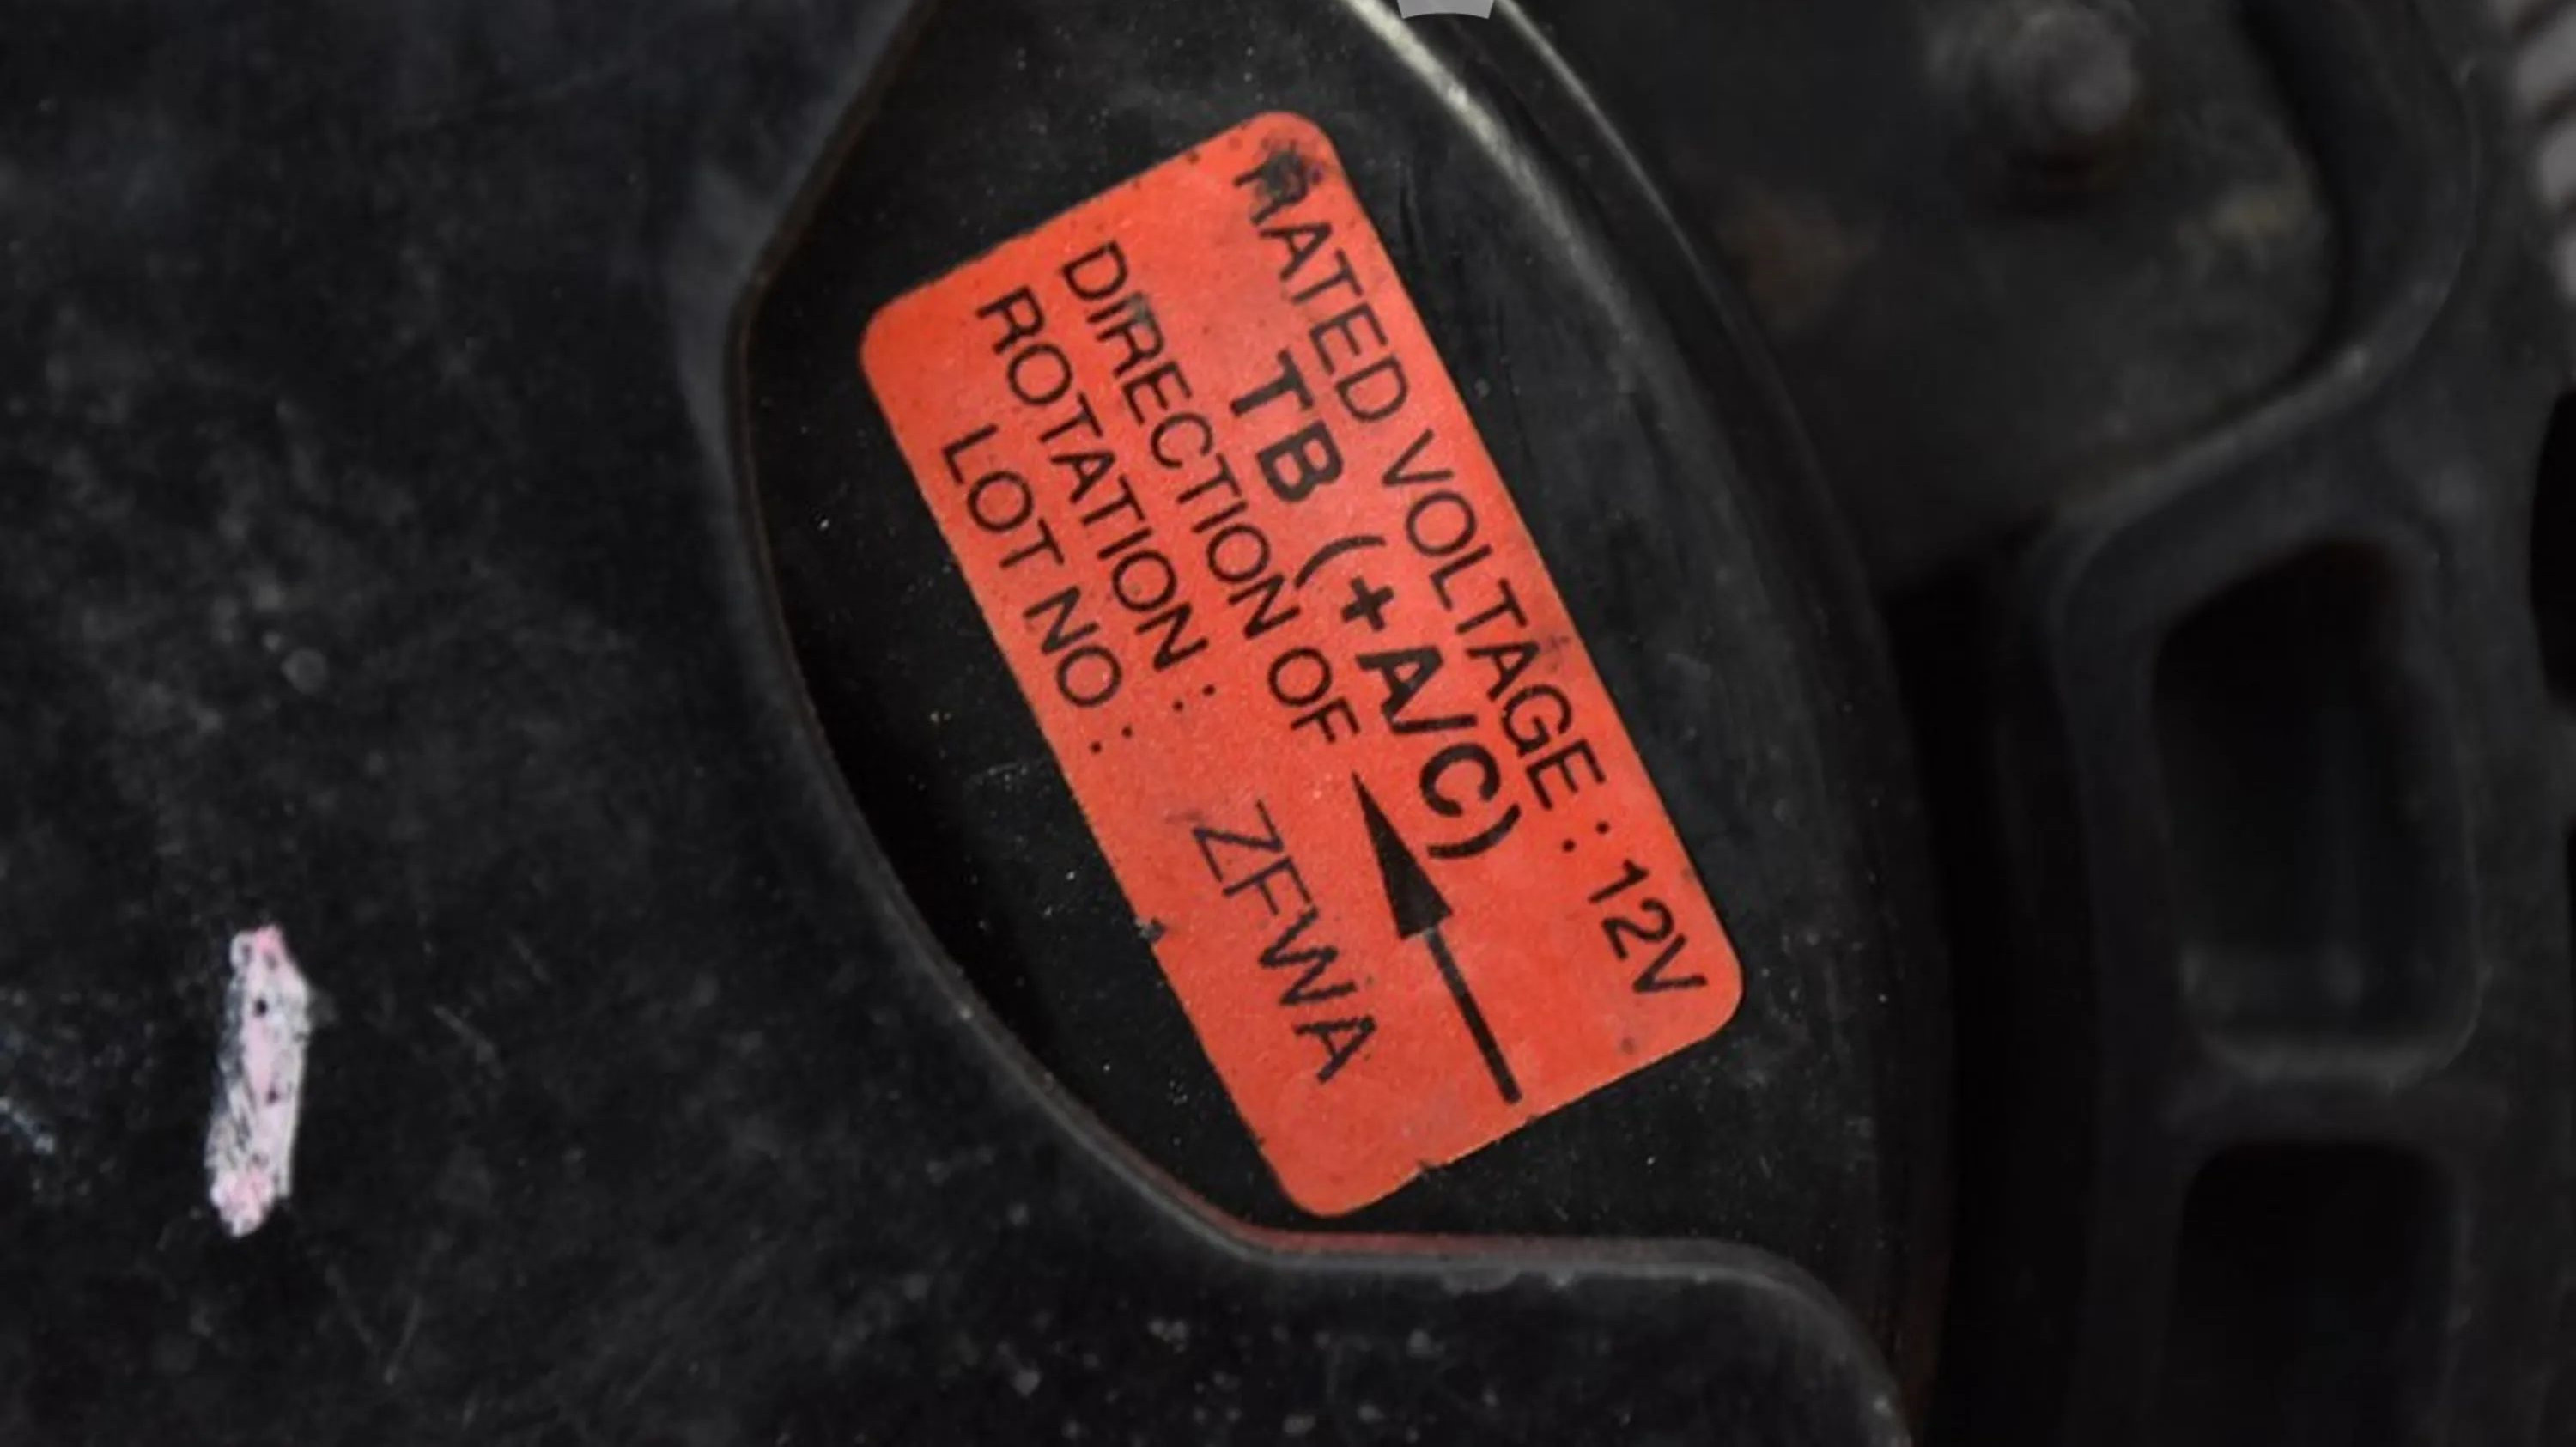 RATED VOLTAGE : 12V
TB (+A/C)
DIRECTION OF
ROTATION :
LOT NO : ZFWA